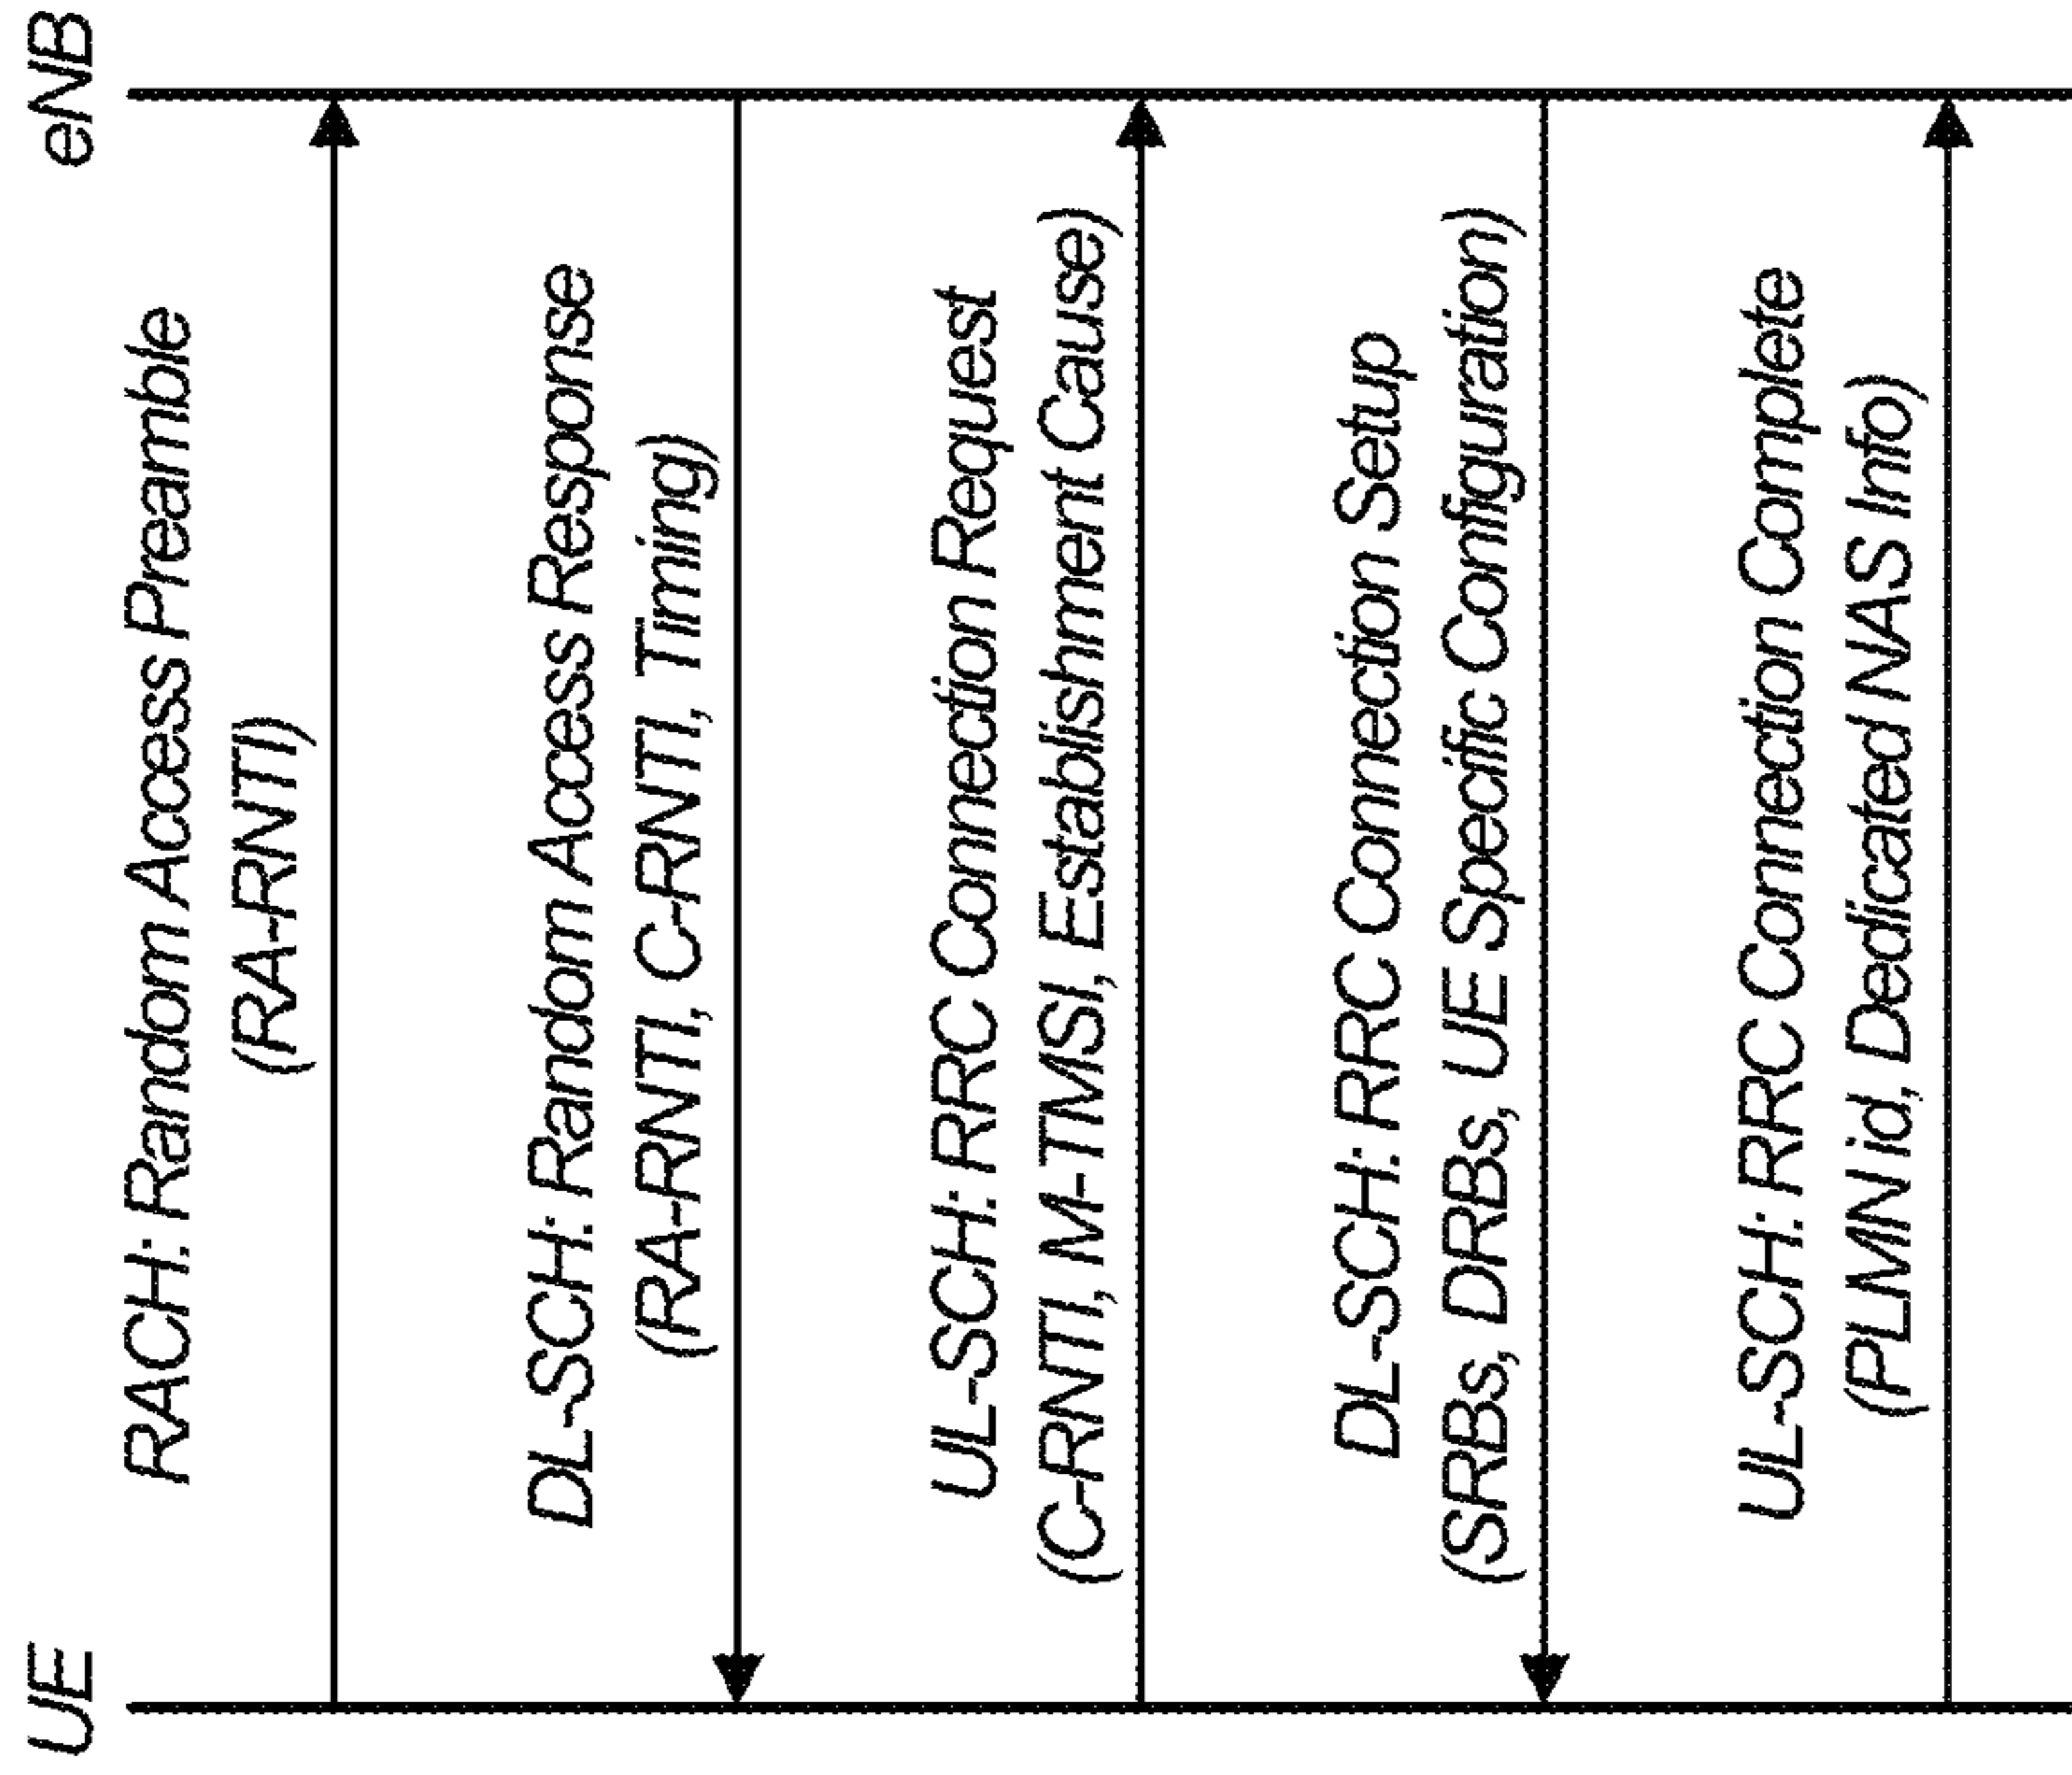 UE
eNB
RACH: Random Access Preamble
(RA-RNTI)
DL-SCH: Random Access Response
(RA-RNTI, C-RNTI, Timing)
UL-SCH: RRC Connection Request
(C-RNTI, M-TMSI, Establishment Cause)
DL-SCH: RRC Connection Setup
(SRBs, DRBs, UE Specific Configuration)
UL-SCH: RRC Connection Complete
(PLMN id, Dedicated NAS Info)